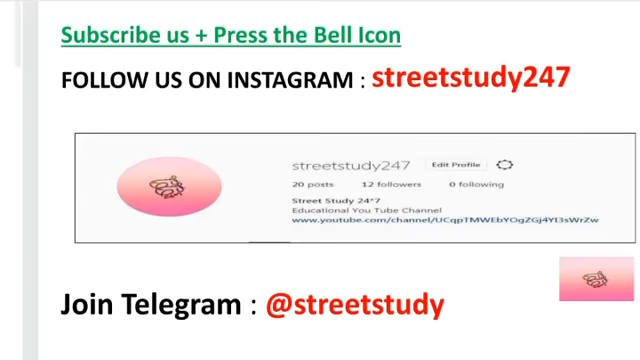 Subscribe us + Press the Bell Icon
FOLLOW US ON INSTAGRAM : streetstudy247
streetstudy247 Edit Profile
20 posts 12 followers 0 following
Street Study 24*7
Educational You Tube Channel
www.youtube.com/channel/UCqpTMWEbYOgZGj4YI3sWrZw
Join Telegram : @streetstudy